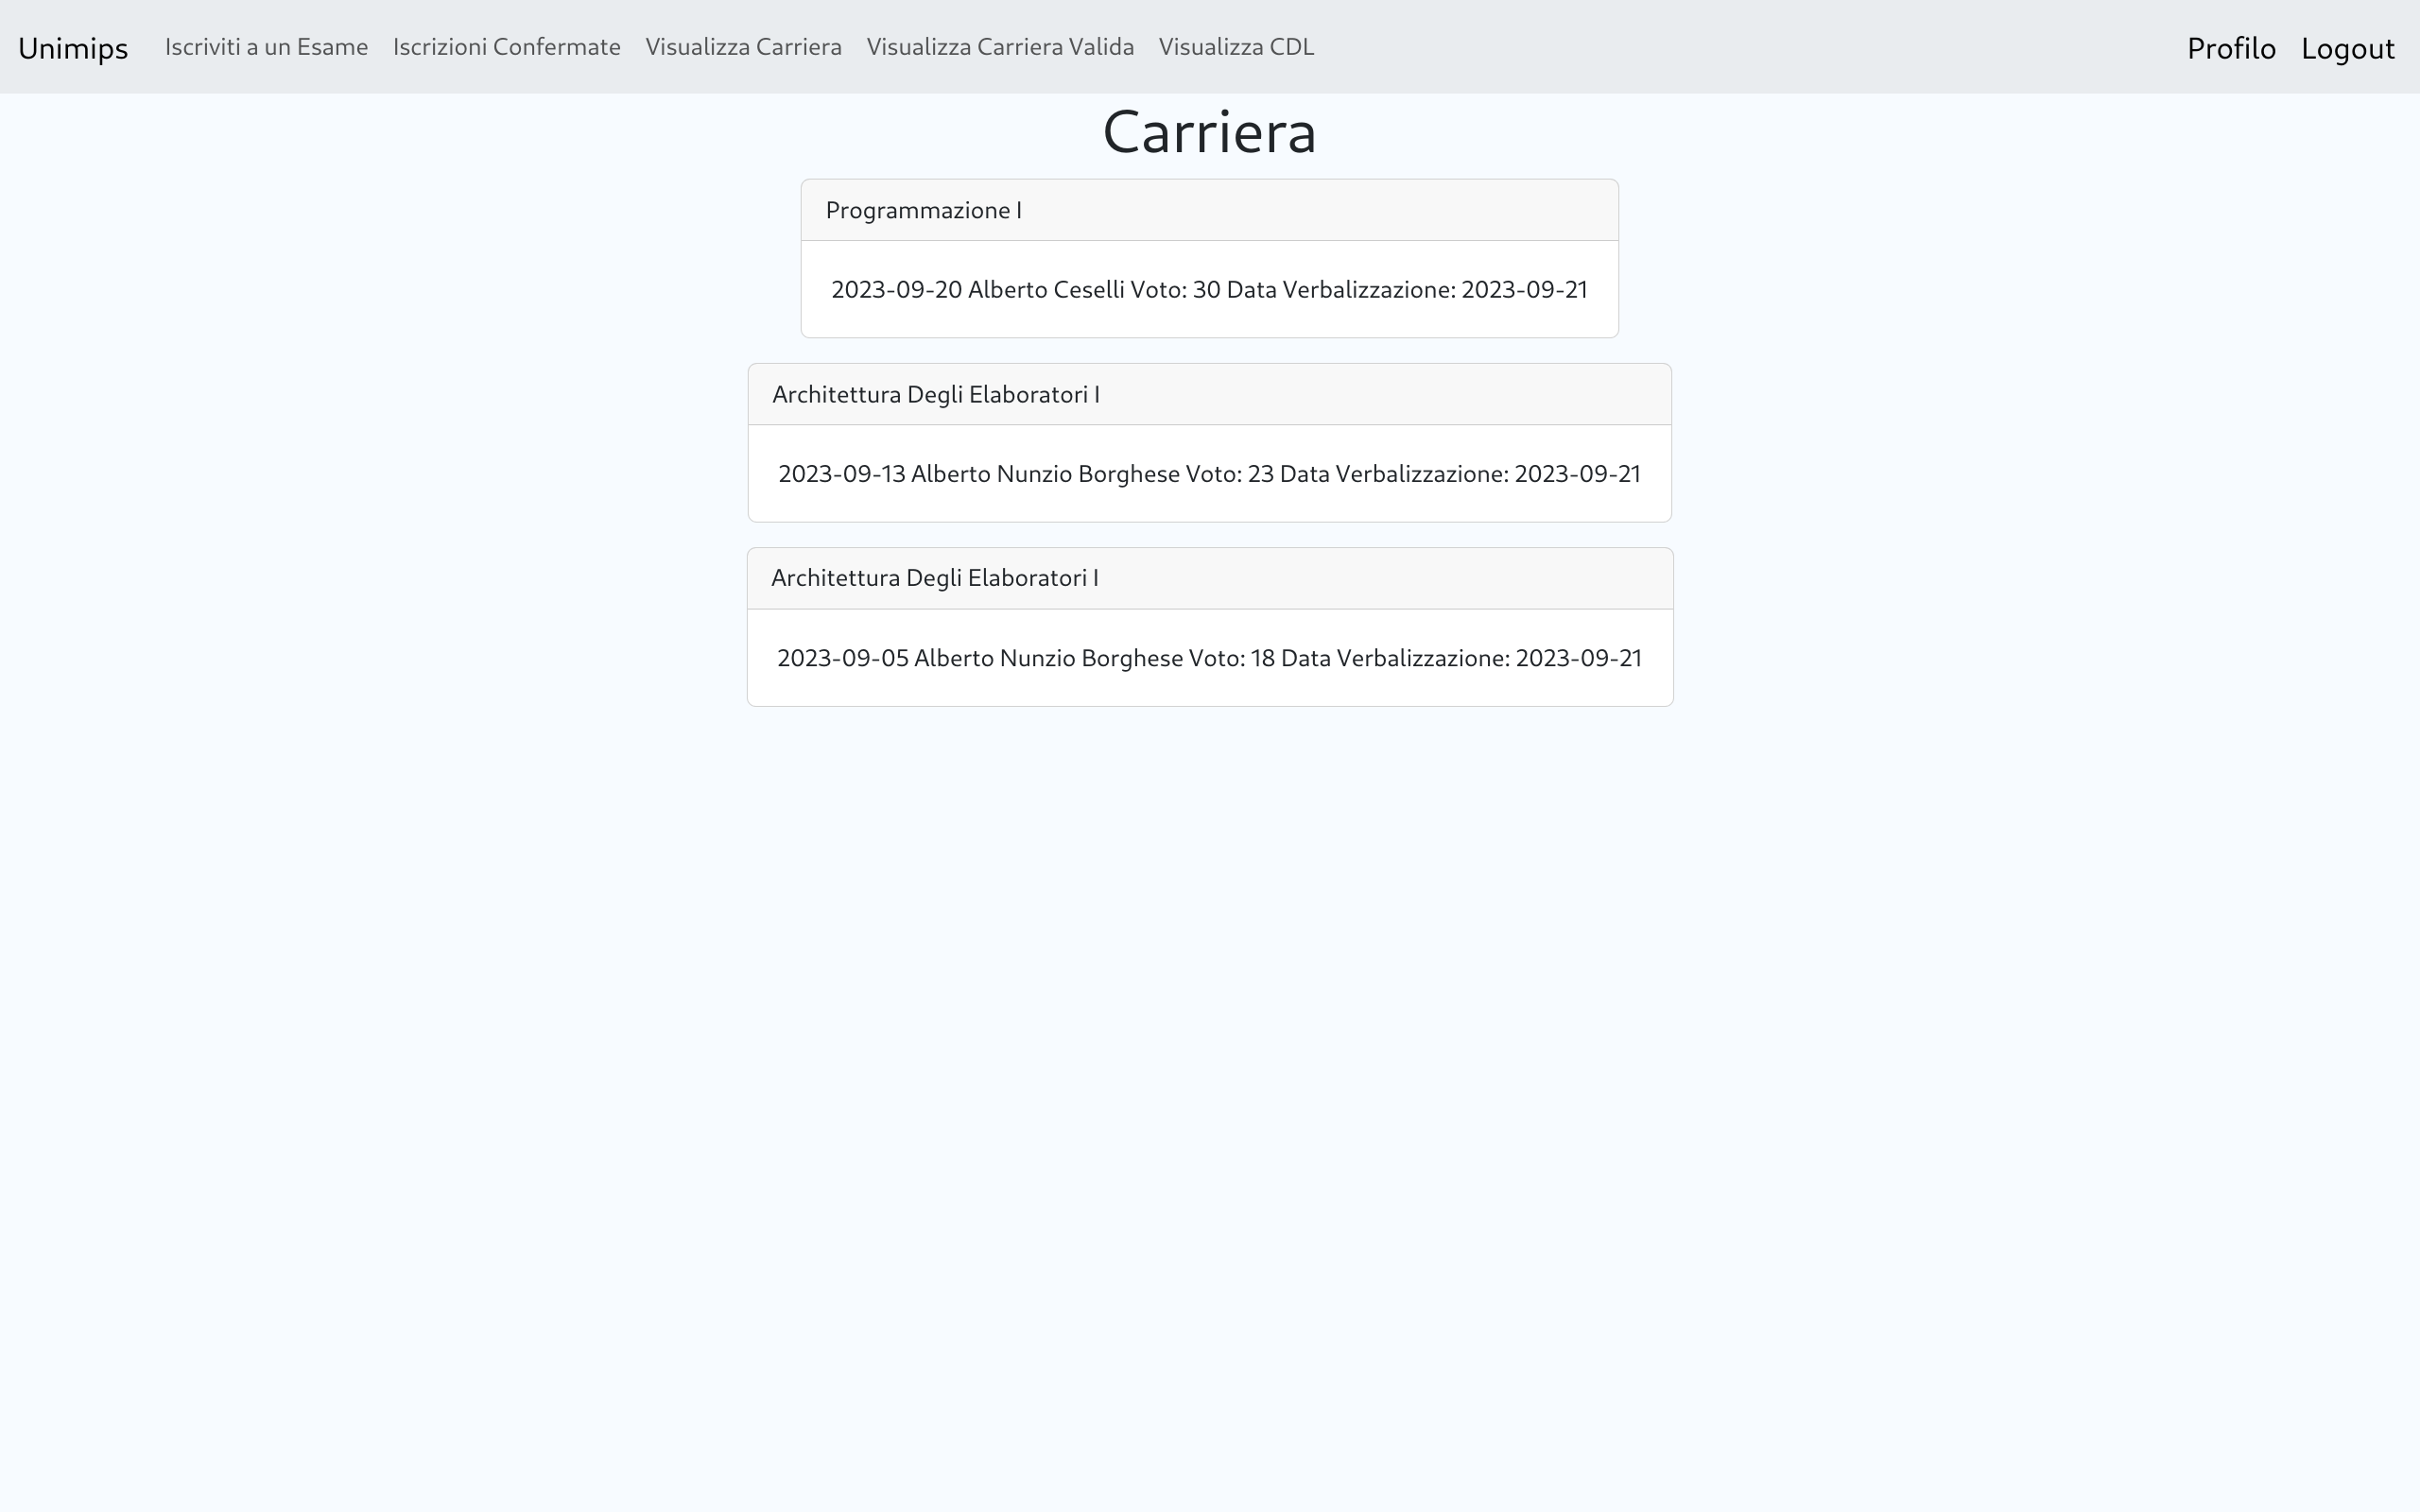 Unimips Iscriviti a un Esame Iscrizioni Confermate Visualizza Carriera Visualizza Carriera Valida Visualizza CDL Profilo Logout
Carriera
Programmazione I
2023-09-20 Alberto Ceselli Voto: 30 Data Verbalizzazione: 2023-09-21
Architettura Degli Elaboratori I
2023-09-13 Alberto Nunzio Borghese Voto: 23 Data Verbalizzazione: 2023-09-21
Architettura Degli Elaboratori I
2023-09-05 Alberto Nunzio Borghese Voto: 18 Data Verbalizzazione: 2023-09-21